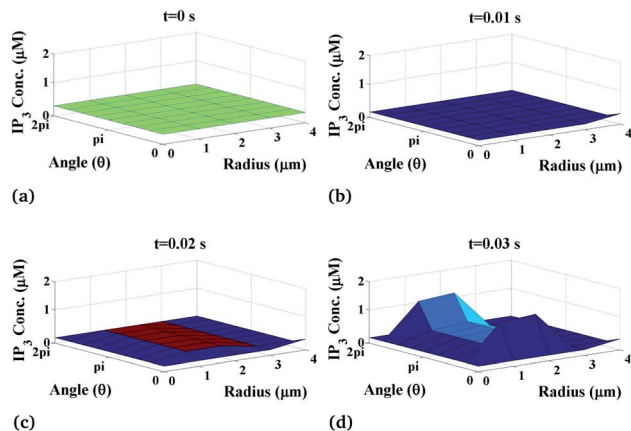 t=0 s
IP3 Conc. (μM)
2
1
0
2pi
pi
0
Angle (θ)
0
1
2
3
4
Radius (μm)
(a)
t=0.01 s
IP3 Conc. (μM)
2
1
0
2pi
pi
0
Angle (θ)
0
1
2
3
4
Radius (μm)
(b)
t=0.02 s
IP3 Conc. (μM)
2
1
0
2pi
pi
0
Angle (θ)
0
1
2
3
4
Radius (μm)
(c)
t=0.03 s
IP3 Conc. (μM)
2
1
0
2pi
pi
0
Angle (θ)
0
1
2
3
4
Radius (μm)
(d)